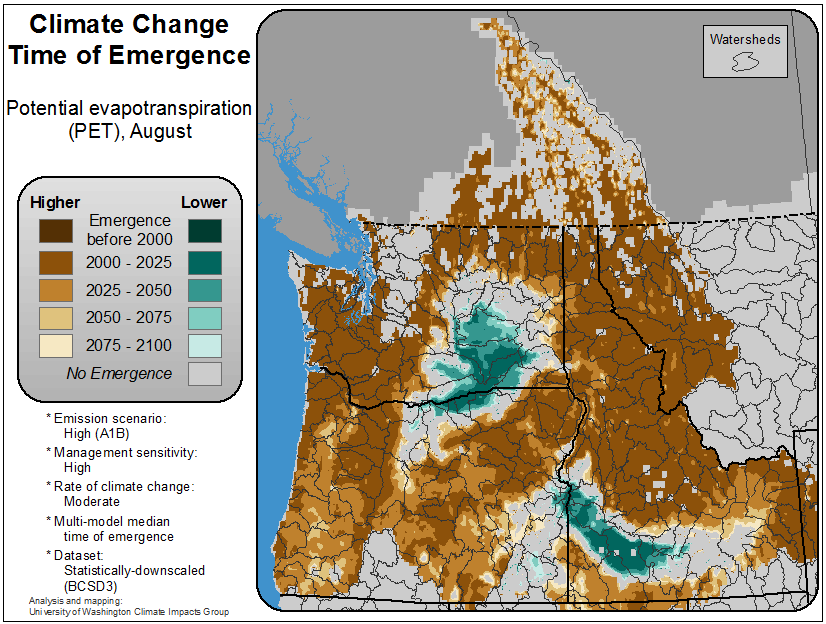 Climate Change
Time of Emergence
Potential evapotranspiration
(PET), August
Higher
Lower
Emergence
before 2000
2000 - 2025
2025 - 2050
2050 - 2075
2075 - 2100
No Emergence
* Emission scenario:
High (A1B)
* Management sensitivity:
High
* Rate of climate change:
Moderate
* Multi-model median
time of emergence
* Dataset:
Statistically-downscaled
(BCSD3)
Analysis and mapping:
University of Washington Climate Impacts Group
Watersheds